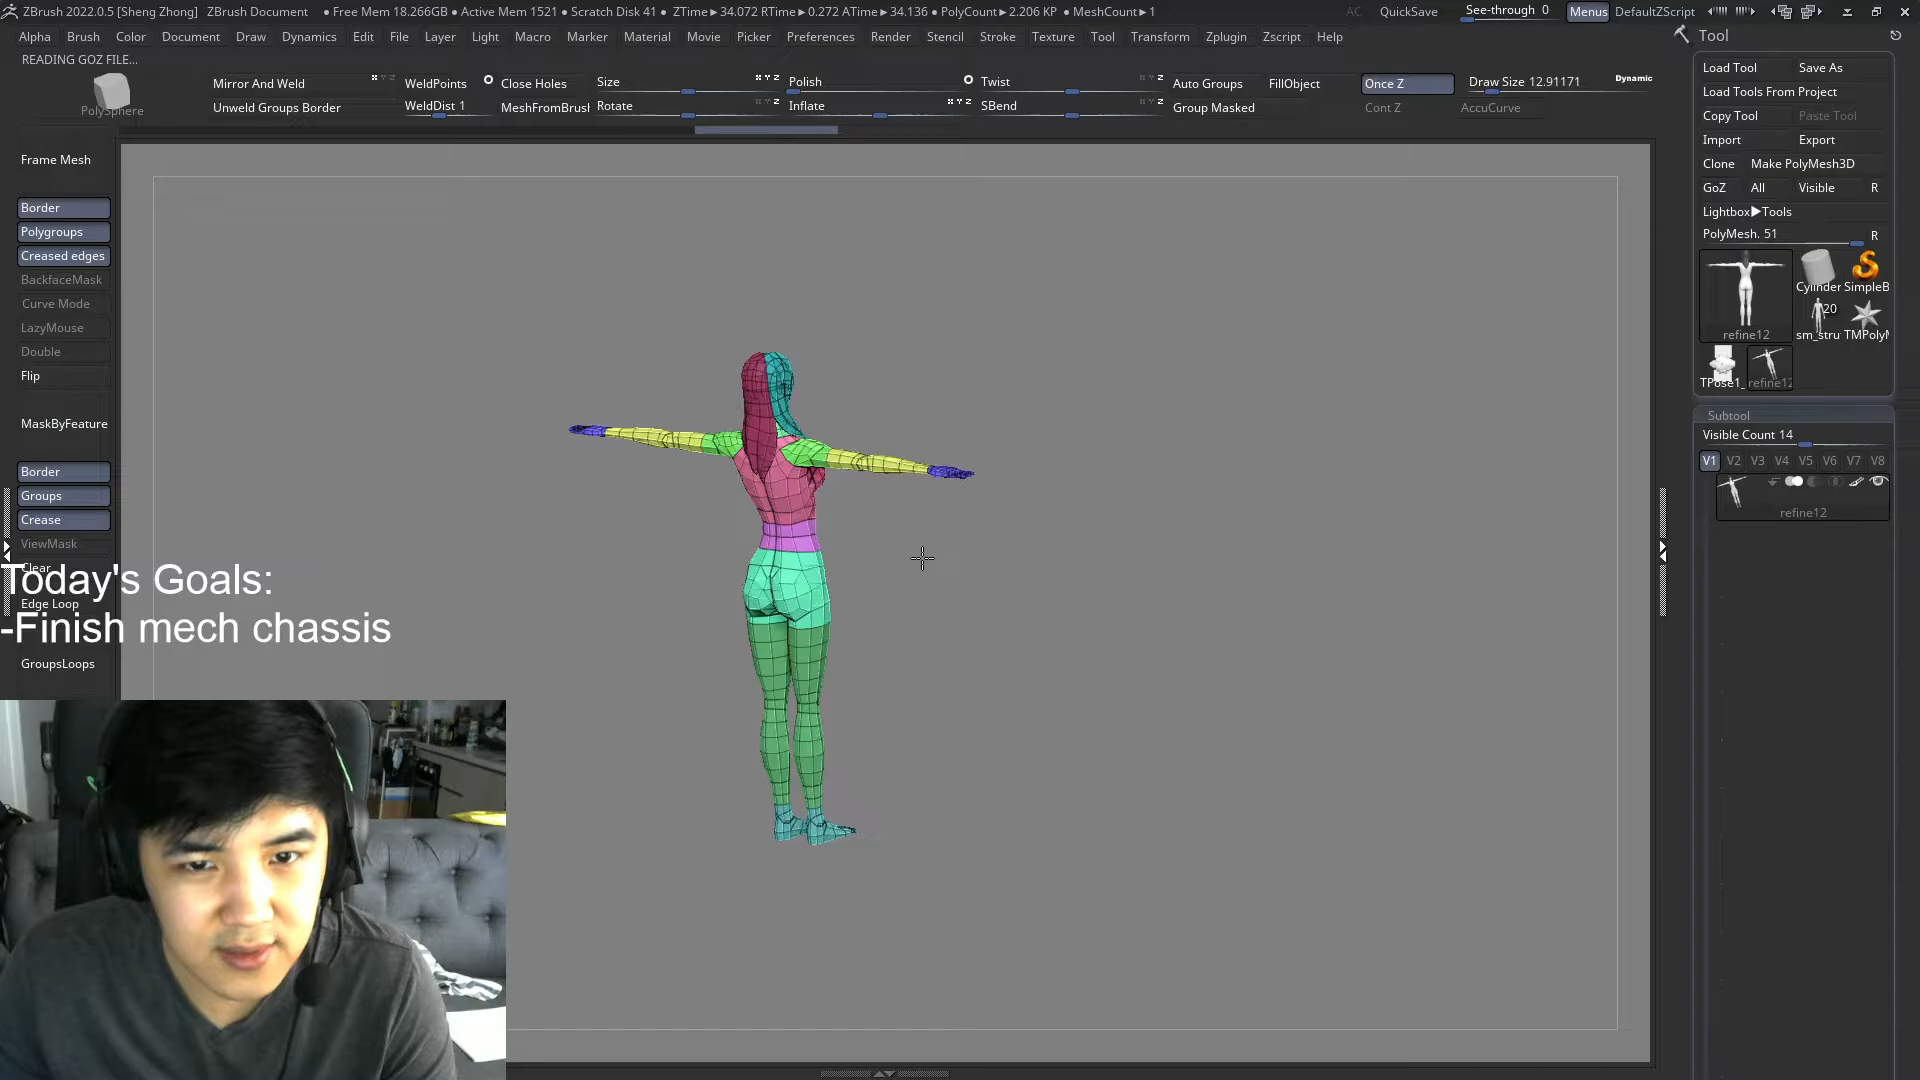 ZBrush 2022.0.5 [Sheng Zhong] ZBrush Document ● Free Mem 18.266GB ● Active Mem 1521 ● Scratch Disk 41 ● ZTime►34.072 RTime►0.272 ATime►34.136 ● PolyCount►2.206 KP ● MeshCount►1 AC QuickSave See-through 0 Menus DefaultZScript
Alpha Brush Color Document Draw Dynamics Edit File Layer Light Macro Marker Material Movie Picker Preferences Render Stencil Stroke Texture Tool Transform Zplugin Zscript Help
READING GOZ FILE...
PolySphere
Mirror And Weld WeldPoints Close Holes Size Polish Twist Auto Groups FillObject Once Z Draw Size 12.91171 Dynamic
Unweld Groups Border WeldDist 1 MeshFromBrush Rotate Inflate SBend Group Masked Cont Z AccuCurve
Frame Mesh
Border
Polygroups
Creased edges
BackfaceMask
Curve Mode
LazyMouse
Double
Flip
MaskByFeature
Border
Groups
Crease
ViewMask
Clear
Today's Goals:
Edge Loop
-Finish mech chassis
GroupsLoops
Tool
Load Tool Save As
Load Tools From Project
Copy Tool Paste Tool
Import Export
Clone Make PolyMesh3D
GoZ All Visible R
Lightbox►Tools
PolyMesh. 51 R
Cylinder SimpleB
20
refine12 sm_stru TMPolyM
TPose1_ refine12
Subtool
Visible Count 14
V1 V2 V3 V4 V5 V6 V7 V8
refine12